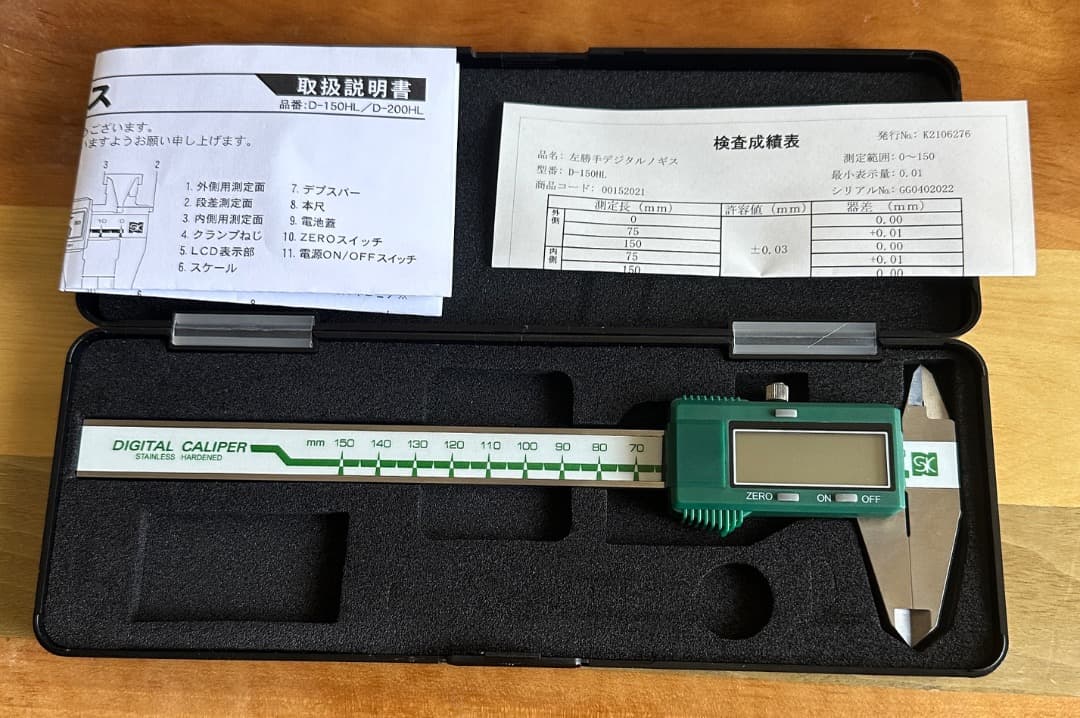 ス
取扱説明書
品番:D-150HL/D-200HL
ございます。
ますようお願い申し上げます。
3 2
1. 外側用測定面
2. 段差測定面
3. 内側用測定面
4. クランプねじ
5. LCD表示部
6. スケール
7. デプスバー
8. 本尺
9. 電池蓋
10. ZEROスイッチ
11. 電源ON/OFFスイッチ
SK
6
8
検査成績表
発行No: K2106276
品名: 左勝手デジタルノギス
型番: D-150HL
商品コード: 00152021
測定範囲: 0～150
最小表示量: 0.01
シリアルNo: GG0402022
測定長 (mm) 許容値 (mm) 器差 (mm)
外側 0 ±0.03 0.00
75 +0.01
150 0.00
内側 75 +0.01
150 0.00
DIGITAL CALIPER
STAINLESS HARDENED
mm 150 140 130 120 110 100 90 80 70
ZERO ON OFF
SK